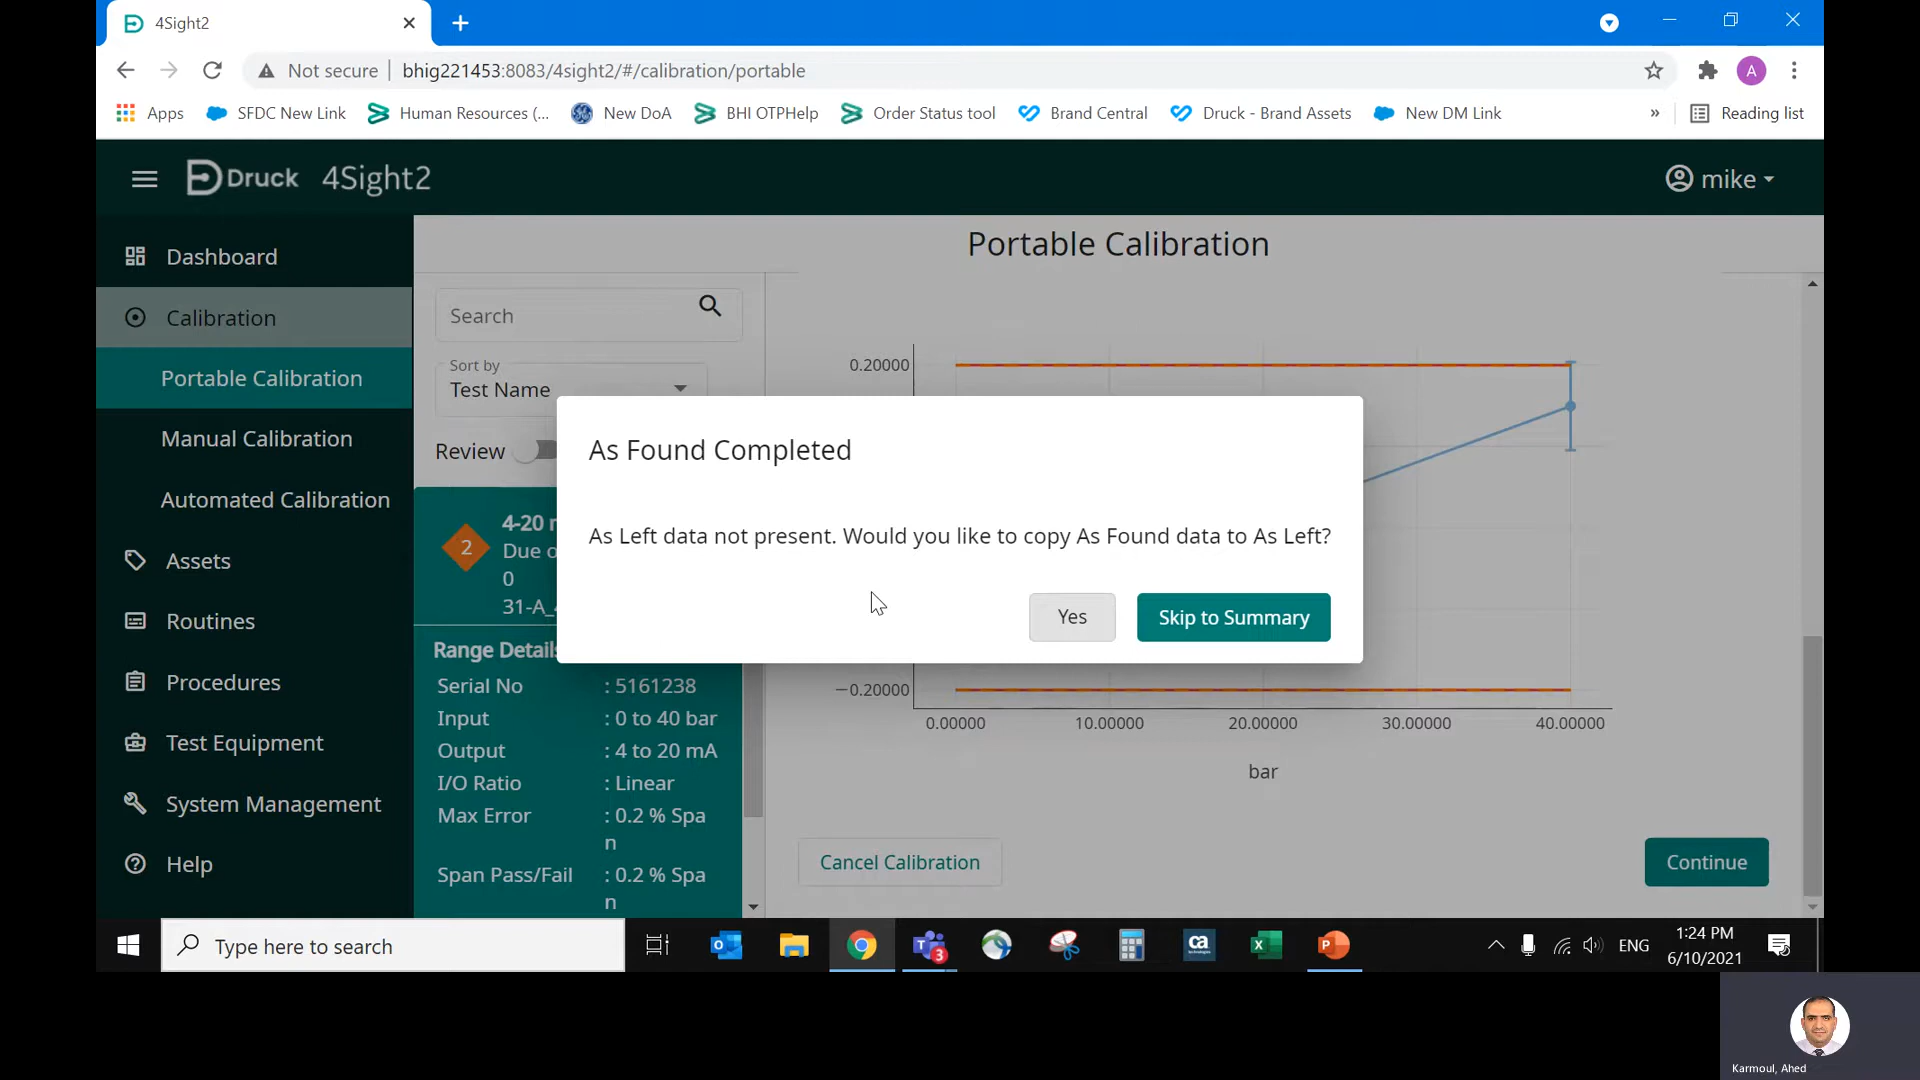 4Sight2
Not secure
bhig221453:8083/4sight2/#/calibration/portable
A
Apps
SFDC New Link
Human Resources (...
New DoA
BHI OTPHelp
Order Status tool
Brand Central
Druck - Brand Assets
New DM Link
»
Reading list
Druck 4Sight2
mike
Dashboard
Calibration
Portable Calibration
Manual Calibration
Automated Calibration
Assets
Routines
Procedures
Test Equipment
System Management
Help
Portable Calibration
Search
Sort by
Test Name
Review
2
4-20
Due o
0
31-A_
Range Details
Serial No : 5161238
Input : 0 to 40 bar
Output : 4 to 20 mA
I/O Ratio : Linear
Max Error : 0.2 % Spa
n
Span Pass/Fail : 0.2 % Spa
n
0.20000
−0.20000
0.00000 10.00000 20.00000 30.00000 40.00000
bar
As Found Completed
As Left data not present. Would you like to copy As Found data to As Left?
Yes
Skip to Summary
Cancel Calibration
Continue
Type here to search
3
ca
ENG
1:24 PM
6/10/2021
Karmoul, Ahed